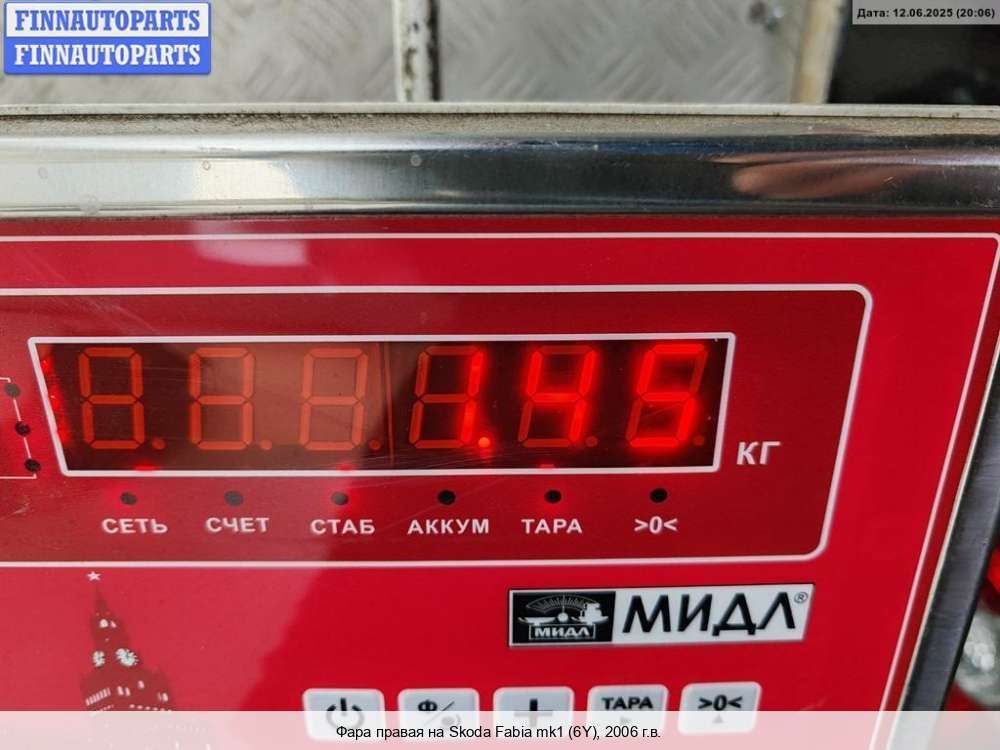 FINNAUTOPARTS
FINNAUTOPARTS
Дата: 12.06.2025 (20:06)
1.45
КГ
СЕТЬ СЧЕТ СТАБ АККУМ ТАРА >0<
МИДЛ МИДЛ®
Ф/ + ТАРА >0<
Фара правая на Skoda Fabia mk1 (6Y), 2006 г.в.